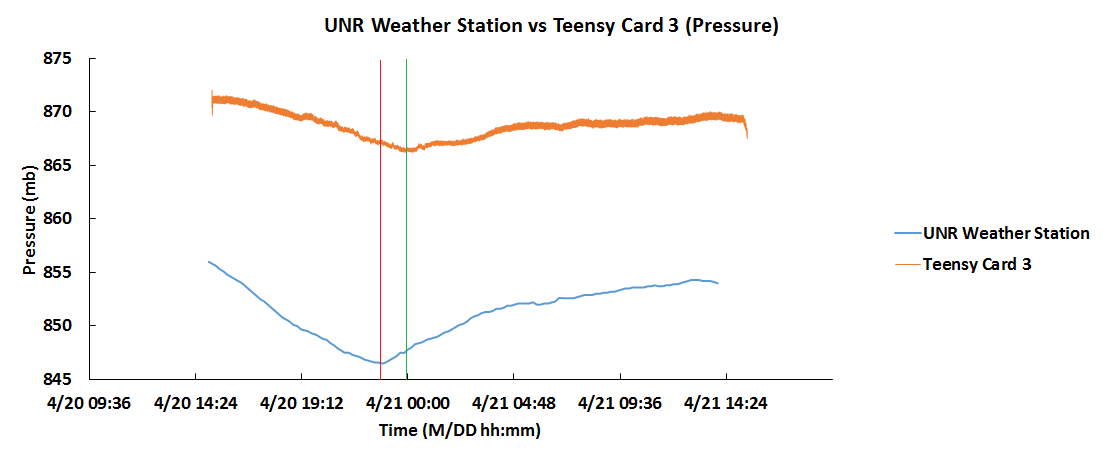 UNR Weather Station vs Teensy Card 3 (Pressure)
875
870
865
860
855
850
845
Pressure (mb)
4/20 09:36 4/20 14:24 4/20 19:12 4/21 00:00 4/21 04:48 4/21 09:36 4/21 14:24
Time (M/DD hh:mm)
UNR Weather Station
Teensy Card 3